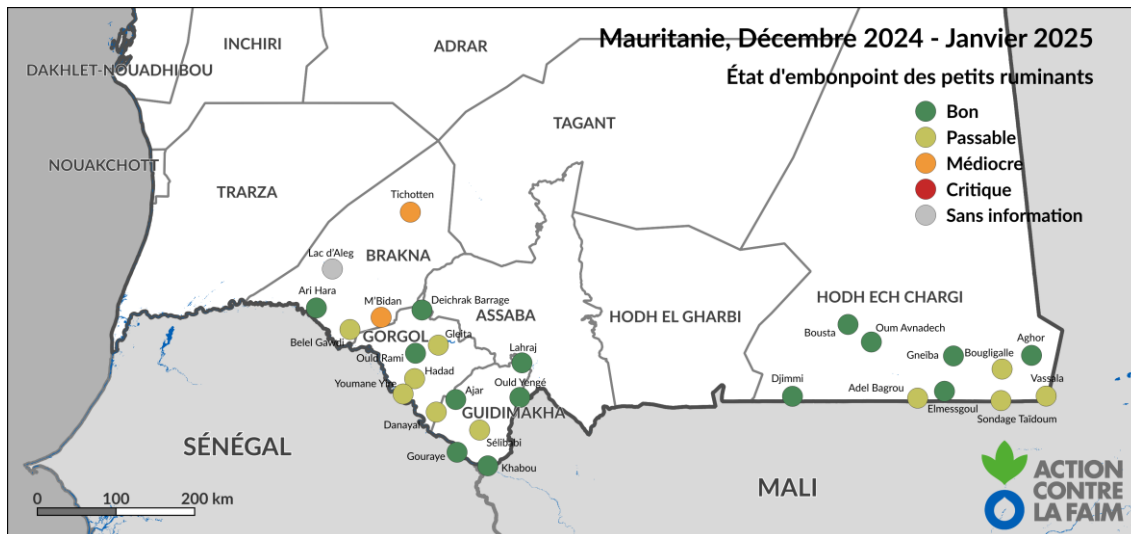 Mauritanie, Décembre 2024 - Janvier 2025
État d'embonpoint des petits ruminants
Bon
Passable
Médiocre
Critique
Sans information
INCHIRI
ADRAR
DAKHLET-NOUADHIBOU
TAGANT
NOUAKCHOTT
TRARZA
Tichotten
Lac d'Aleg
BRAKNA
Ari Hara
M'Bidan
Deichrak Barrage
ASSABA
HODH EL GHARBI
HODH ECH CHARGI
Belel Gawdi
GORGOL
Gleita
Ould Rami
Lahraj
Hadad
Youmane Yire
Ould Yengé
Ajar
GUIDIMAKHA
Danayal
Sélibabi
Gouraye
Khabou
Bousta
Oum Avnadech
Gneiba
Bougligalle
Aghor
Djimmi
Adel Bagrou
Vassala
Elmessgoul
Sondage Taïdoum
SÉNÉGAL
MALI
0 100 200 km
ACTION
CONTRE
LA FAIM